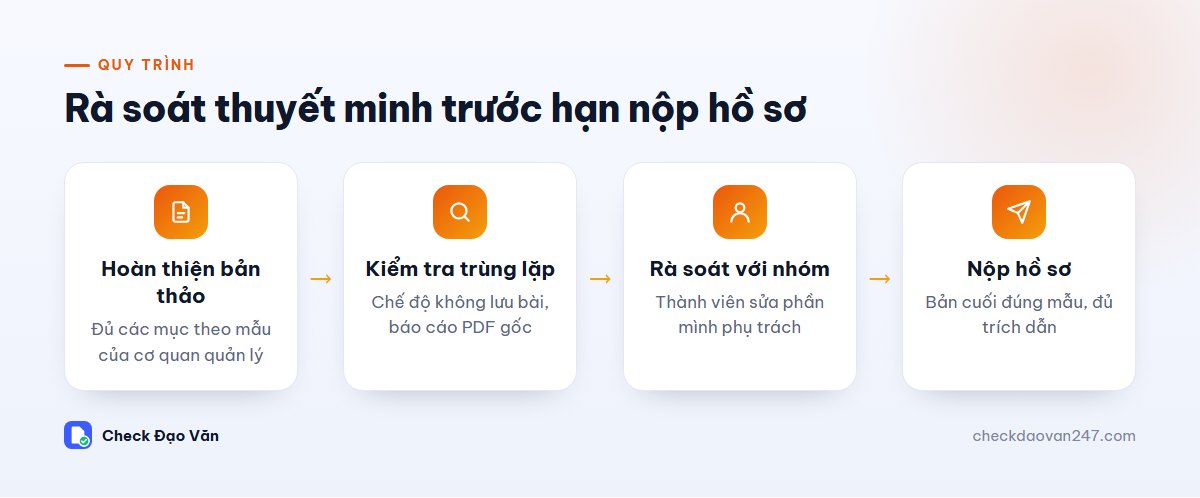 QUY TRÌNH
Rà soát thuyết minh trước hạn nộp hồ sơ
Hoàn thiện bản
thảo
Đủ các mục theo mẫu
của cơ quan quản lý
Kiểm tra trùng lặp
Chế độ không lưu bài,
báo cáo PDF gốc
Rà soát với nhóm
Thành viên sửa phần
mình phụ trách
Nộp hồ sơ
Bản cuối đúng mẫu, đủ
trích dẫn
Check Đạo Văn
checkdaovan247.com